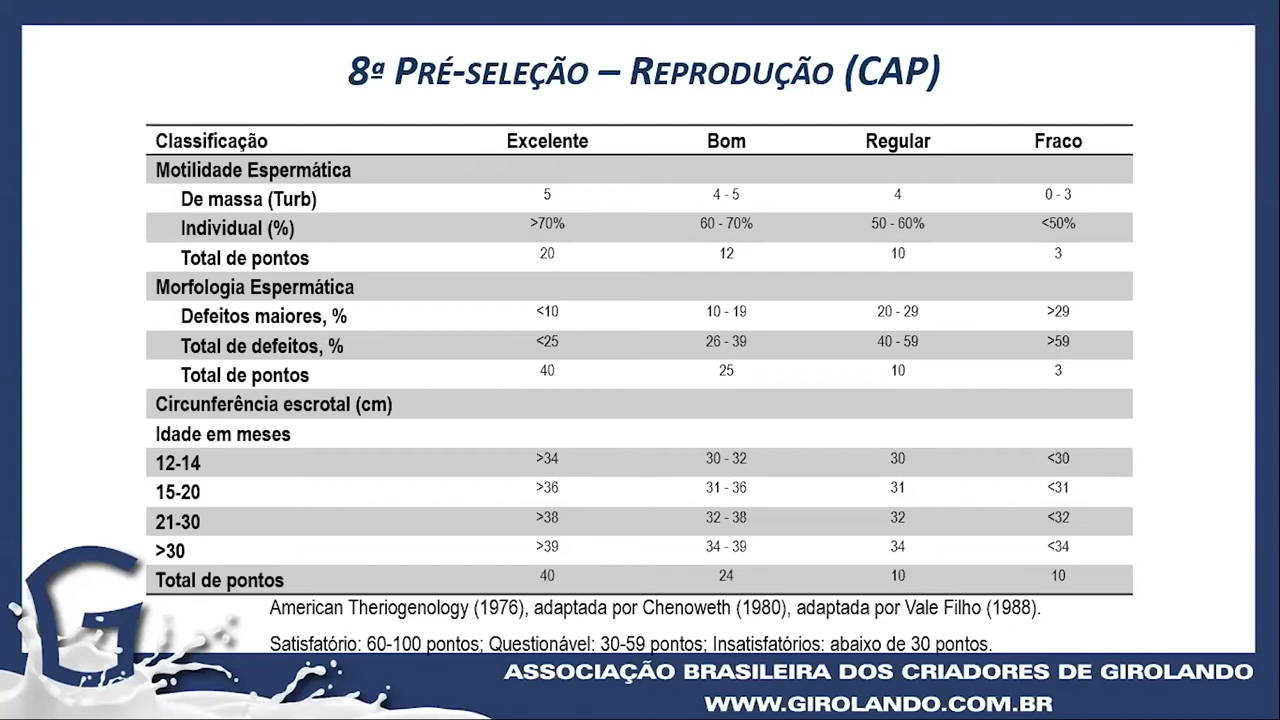 8ª PRÉ-SELEÇÃO – REPRODUÇÃO (CAP)
Classificação Excelente Bom Regular Fraco
Motilidade Espermática
De massa (Turb) 5 4 - 5 4 0 - 3
Individual (%) >70% 60 - 70% 50 - 60% <50%
Total de pontos 20 12 10 3
Morfologia Espermática
Defeitos maiores, % <10 10 - 19 20 - 29 >29
Total de defeitos, % <25 26 - 39 40 - 59 >59
Total de pontos 40 25 10 3
Circunferência escrotal (cm)
Idade em meses
12-14 >34 30 - 32 30 <30
15-20 >36 31 - 36 31 <31
21-30 >38 32 - 38 32 <32
>30 >39 34 - 39 34 <34
Total de pontos 40 24 10 10
American Theriogenology (1976), adaptada por Chenoweth (1980), adaptada por Vale Filho (1988).
Satisfatório: 60-100 pontos; Questionável: 30-59 pontos; Insatisfatórios: abaixo de 30 pontos.
G
ASSOCIAÇÃO BRASILEIRA DOS CRIADORES DE GIROLANDO
WWW.GIROLANDO.COM.BR